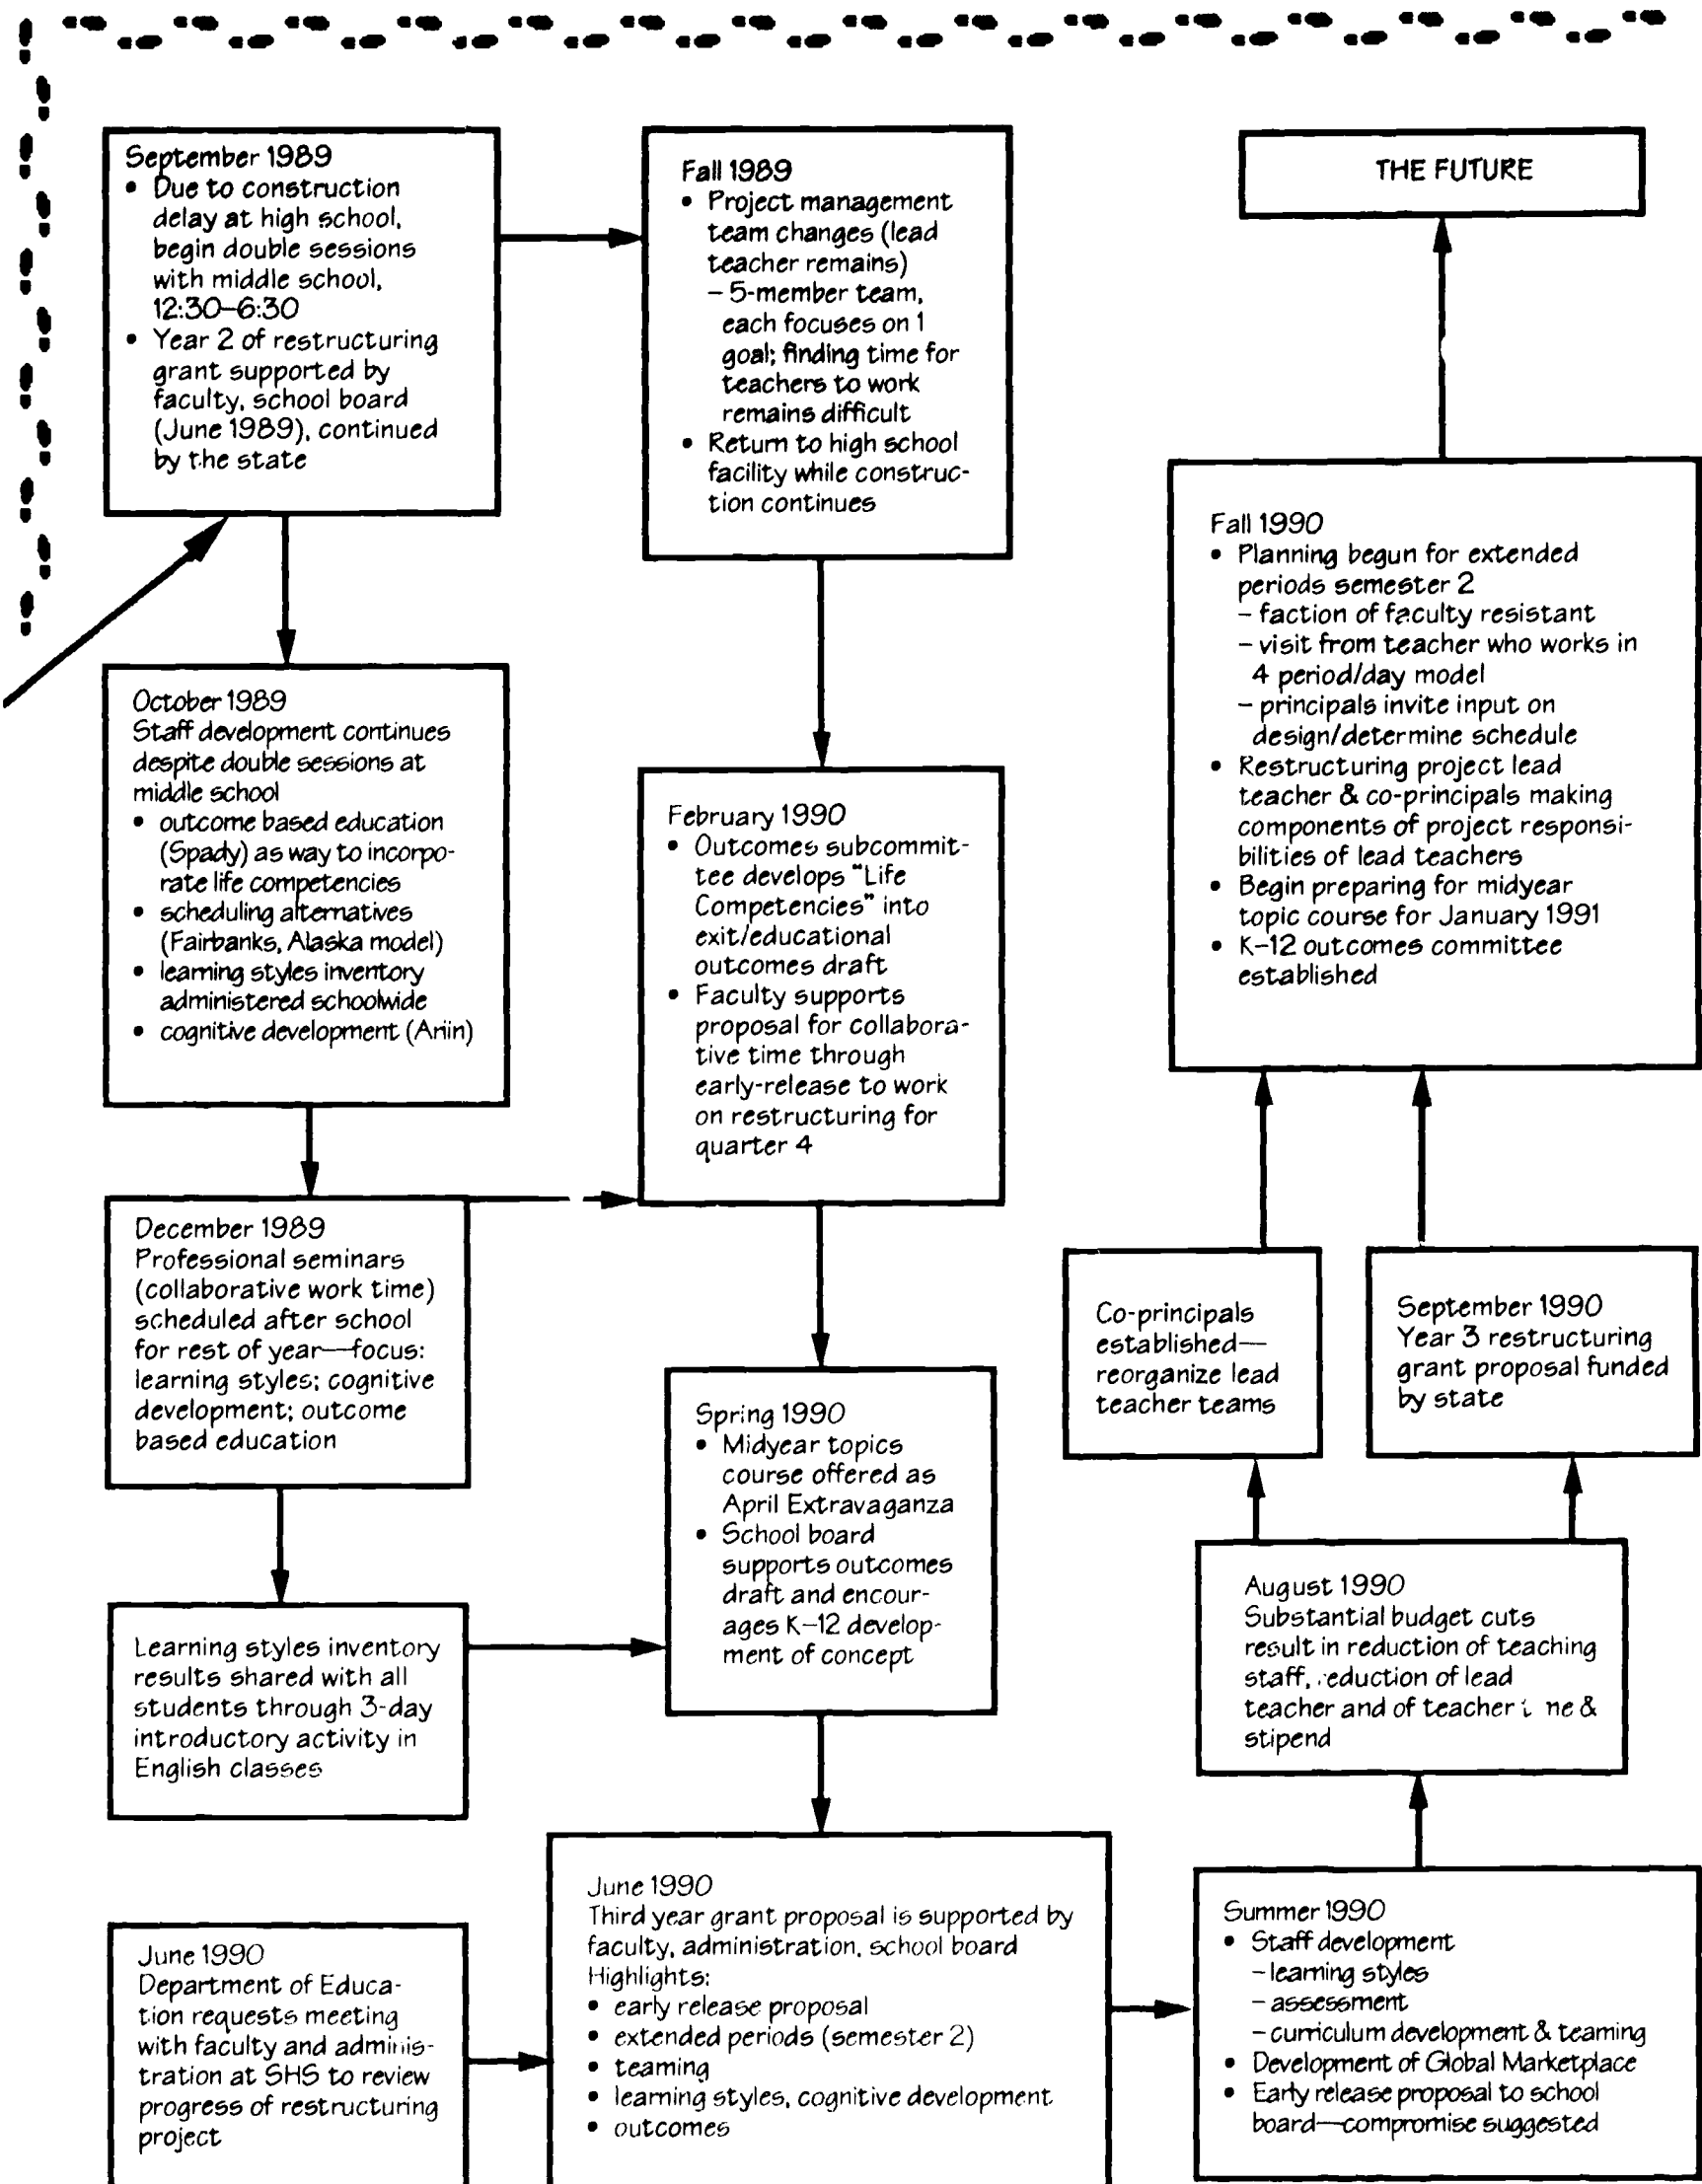 September 1989
• Due to construction
delay at high school,
begin double sessions
with middle school,
12:30–6:30
• Year 2 of restructuring
grant supported by
faculty, school board
(June 1989), continued
by the state
Fall 1989
• Project management
team changes (lead
teacher remains)
– 5-member team,
each focuses on 1
goal; finding time for
teachers to work
remains difficult
• Return to high school
facility while construc-
tion continues
THE FUTURE
October 1989
Staff development continues
despite double sessions at
middle school
• outcome based education
(Spady) as way to incorpo-
rate life competencies
• scheduling alternatives
(Fairbanks, Alaska model)
• learning styles inventory
administered schoolwide
• cognitive development
February 1990
• Outcomes subcommit-
tee develops "Life
Competencies" into
exit/educational
outcomes draft
• Faculty supports
proposal for collabora-
tive time through
early-release to work
on restructuring for
quarter 4
Fall 1990
• Planning begun for extended
periods semester 2
– faction of faculty resistant
– visit from teacher who works in
4 period/day model
– principals invite input on
design/determine schedule
• Restructuring project lead
teacher & co-principals making
components of project responsi-
bilities of lead teachers
• Begin preparing for midyear
topic course for January 1991
• K–12 outcomes committee
established
December 1989
Professional seminars
(collaborative work time)
scheduled after school
for rest of year—focus:
learning styles; cognitive
development; outcome
based education
Spring 1990
• Midyear topics
course offered as
April Extravaganza
• School board
supports outcomes
draft and encour-
ages K–12 develop-
ment of concept
Co-principals
established—
reorganize lead
teacher teams
September 1990
Year 3 restructuring
grant proposal funded
by state
Learning styles inventory
results shared with all
students through 3-day
introductory activity in
English classes
August 1990
Substantial budget cuts
result in reduction of teaching
staff, reduction of lead
teacher and of teacher &
stipend
June 1990
Department of Educa-
tion requests meeting
with faculty and adminis-
tration at SHS to review
progress of restructuring
project
June 1990
Third year grant proposal is supported by
faculty, administration, school board
Highlights:
• early release proposal
• extended periods (semester 2)
• teaming
• learning styles, cognitive development
• outcomes
Summer 1990
• Staff development
– learning styles
– assessment
– curriculum development & teaming
• Development of Global Marketplace
• Early release proposal to school
board—compromise suggested